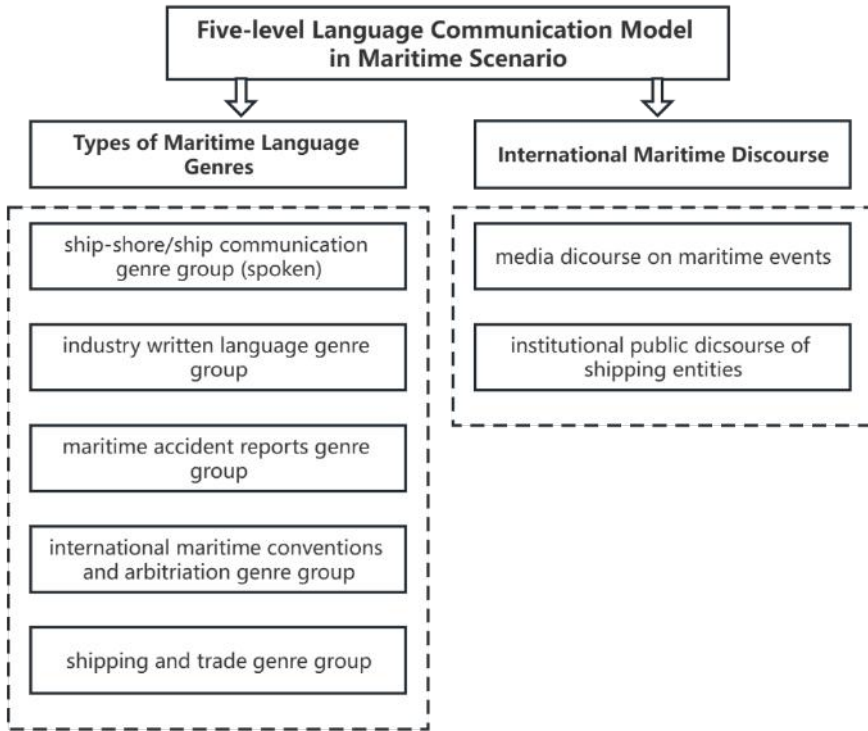 Five-level Language Communication Model
in Maritime Scenario
Types of Maritime Language
Genres
ship-shore/ship communication
genre group (spoken)
industry written language genre
group
maritime accident reports genre
group
international maritime conventions
and arbitriation genre group
shipping and trade genre group
International Maritime Discourse
media dicourse on maritime events
institutional public dicsourse of
shipping entities